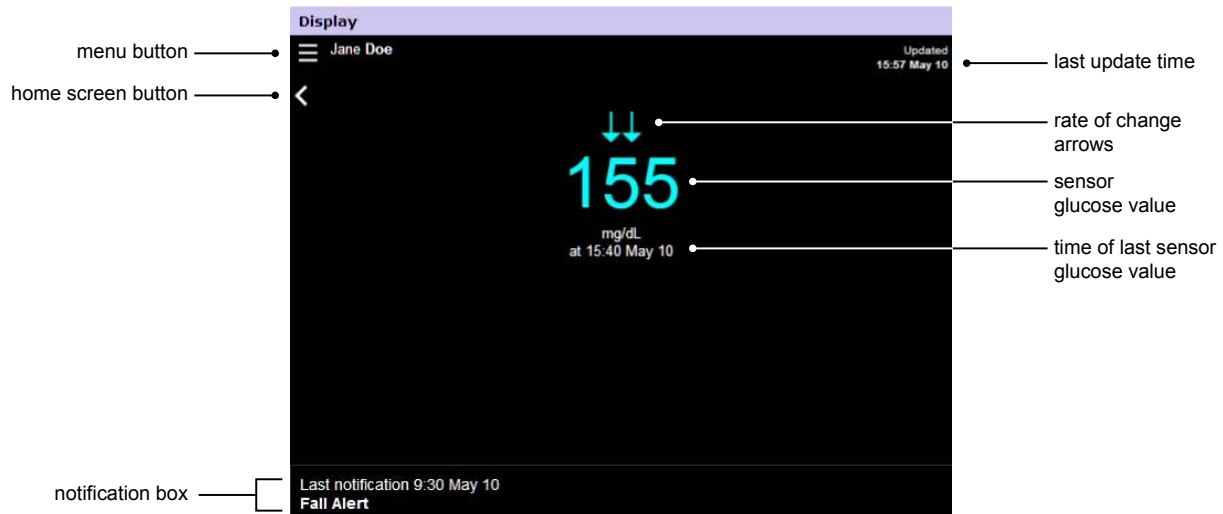 Display
menu button
Jane Doe
Updated
15:57 May 10
last update time
home screen button
↓↓
rate of change
arrows
155
sensor
glucose value
mg/dL
at 15:40 May 10
time of last sensor
glucose value
notification box
Last notification 9:30 May 10
Fall Alert